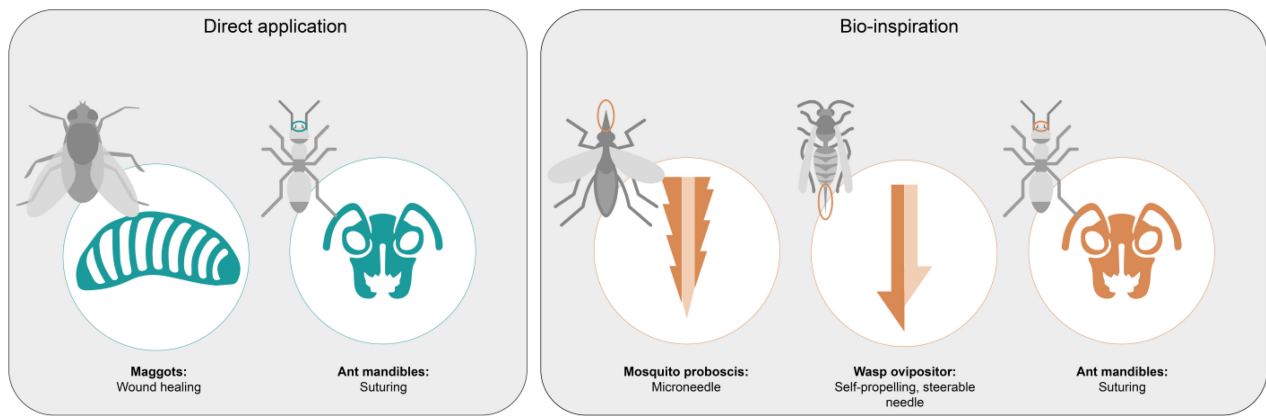 Direct application
Maggots:
Wound healing
Ant mandibles:
Suturing
Bio-inspiration
Mosquito proboscis:
Microneedle
Wasp ovipositor:
Self-propelling, steerable
needle
Ant mandibles:
Suturing